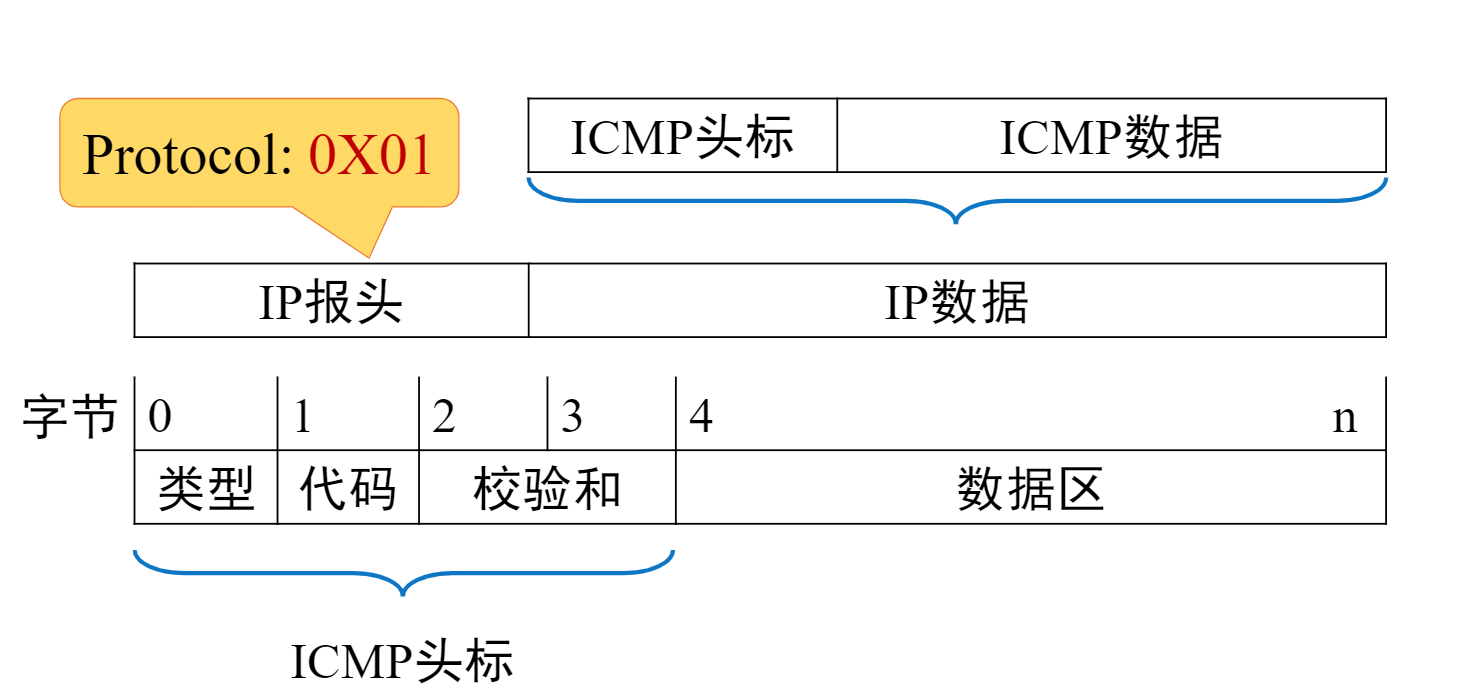 ICMP头标 ICMP数据
Protocol: 0X01
IP报头 IP数据
字节 0 1 2 3 4 n
类型 代码 校验和 数据区
ICMP头标